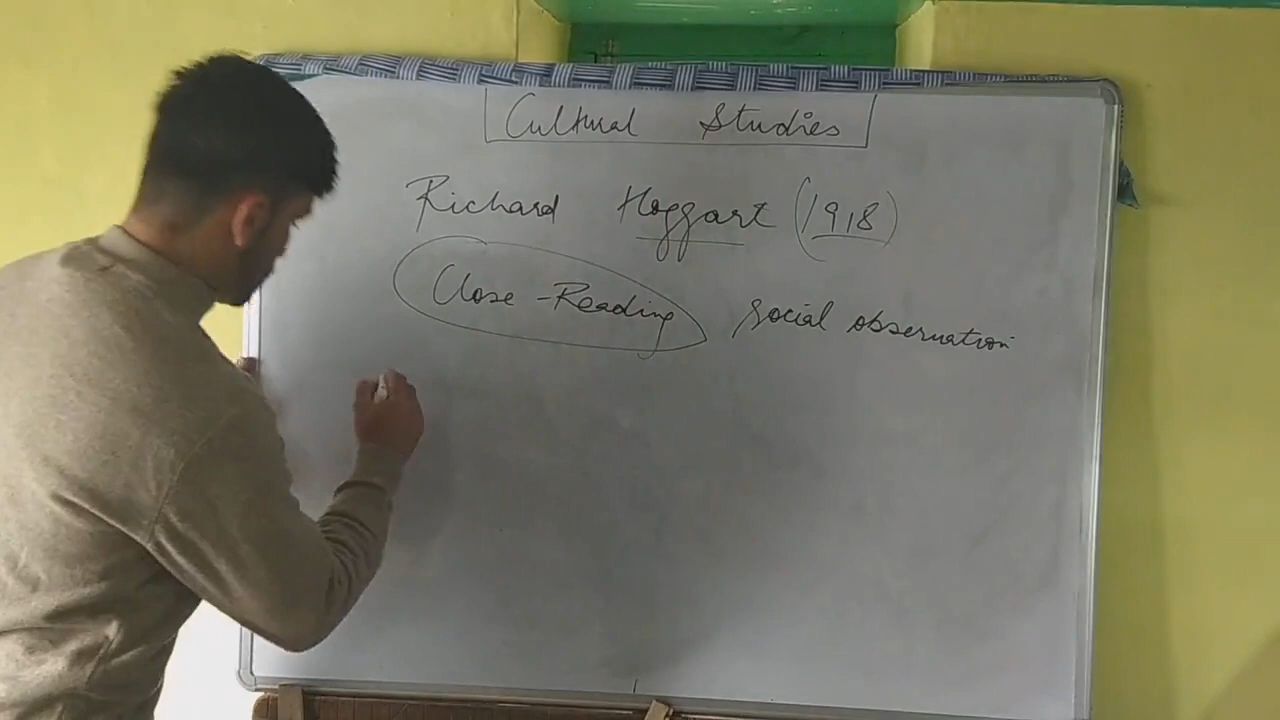 Cultural Studies
Richard Hoggart (1918)
Close-Reading social observation